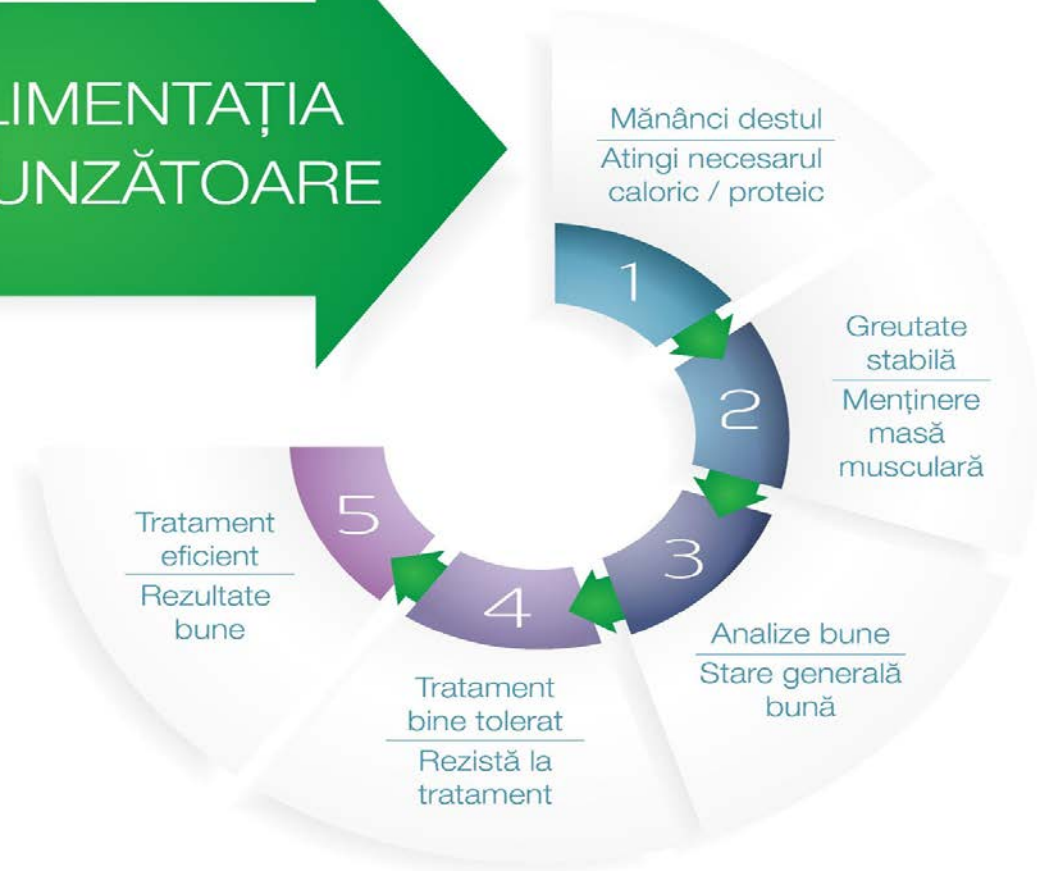 LIMENTAȚIA
UNZĂTOARE
1
Mănânci destul
Atingi necesarul
caloric / proteic
2
Greutate
stabilă
Menținere
masă
musculară
3
Analize bune
Stare generală
bună
4
Tratament
bine tolerat
Rezistă la
tratament
5
Tratament
eficient
Rezultate
bune